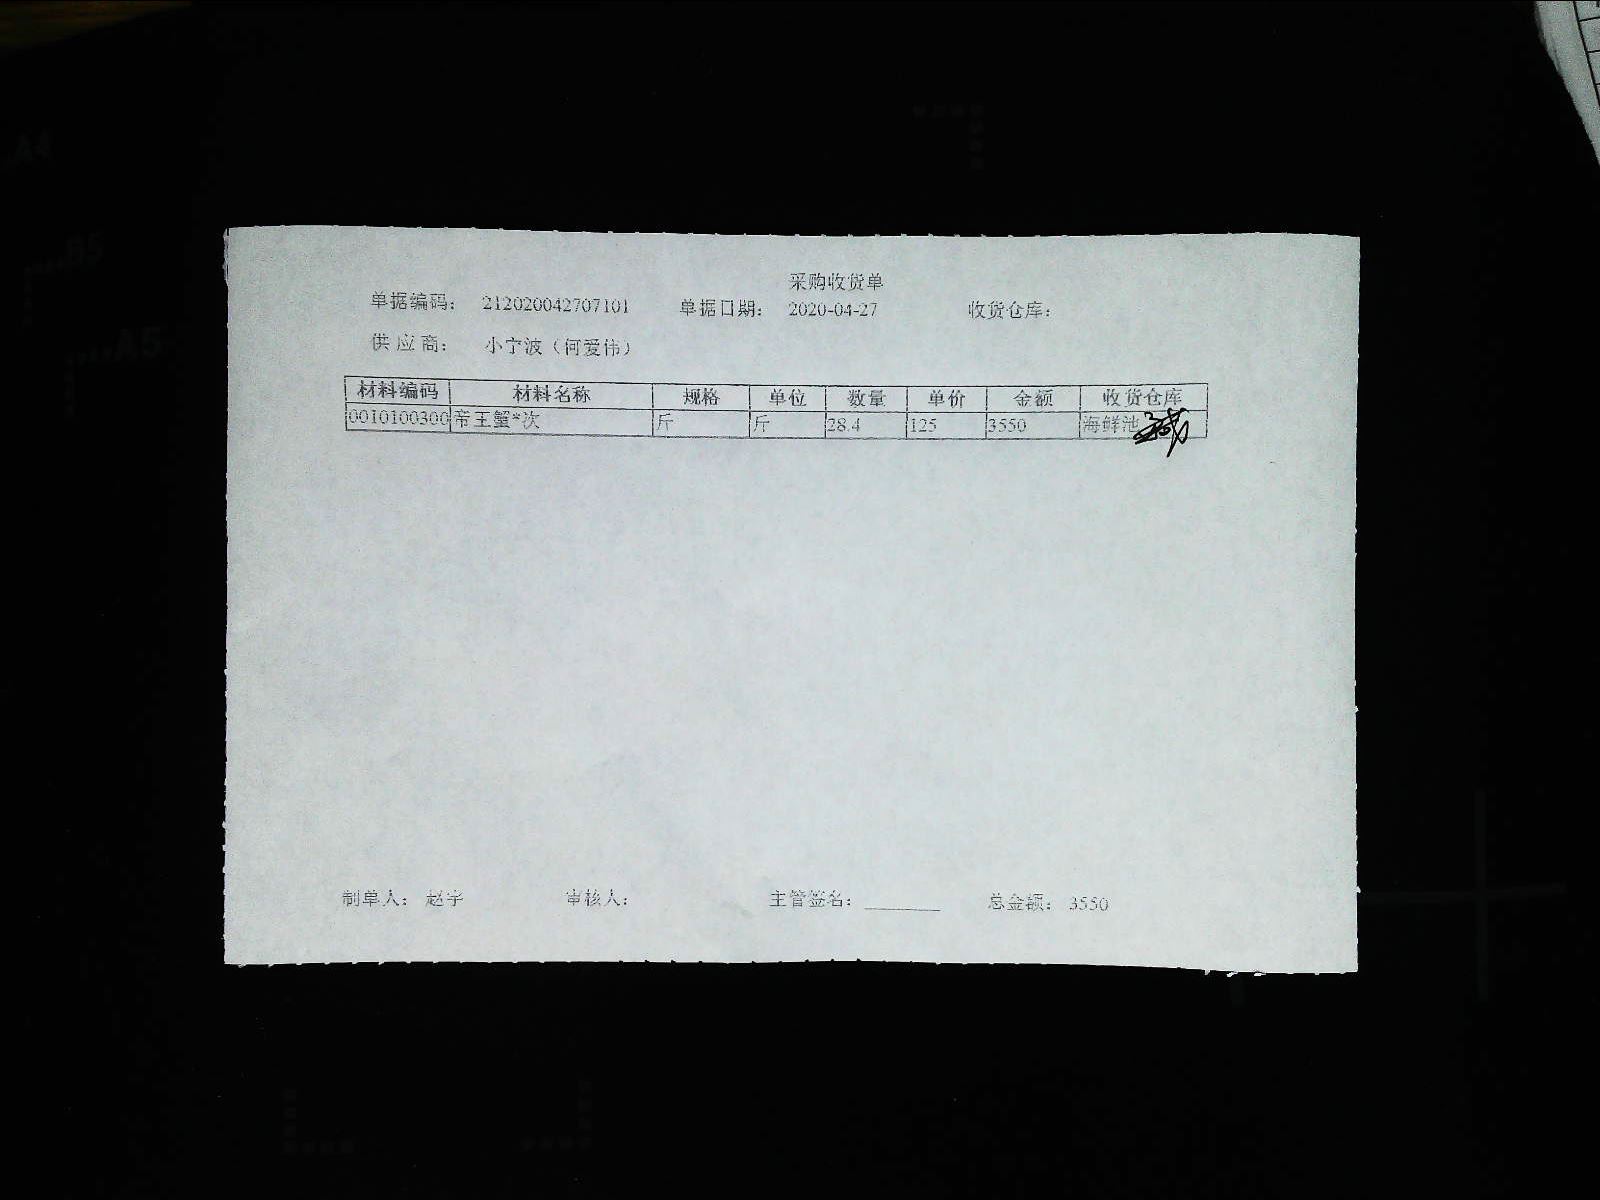 A4
B5
A5
采购收货单
单据编码： 212020042707101 单据日期： 2020-04-27 收货仓库：
供 应 商： 小宁波（何爱伟）
材料编码 材料名称 规格 单位 数量 单价 金额 收货仓库
0010100300 帝王蟹*次 斤 斤 28.4 125 3550 海鲜池
制单人： 赵宇 审核人： 主管签名： 总金额： 3550